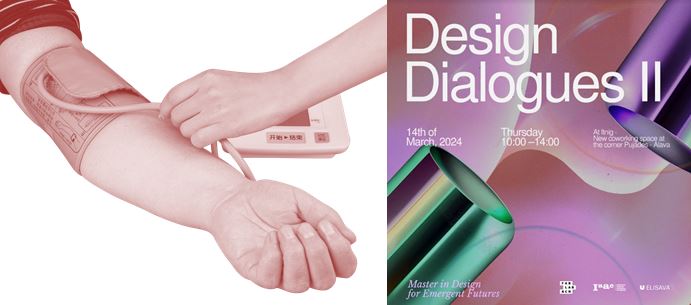 开始▶结束
Design
Dialogues II
14th of
March, 2024
Thursday
10:00 –14:00
At Itnig
New coworking space at
the corner Pujades - Àlava
Master in Design
for Emergent Futures
Iaac
ELISAVA